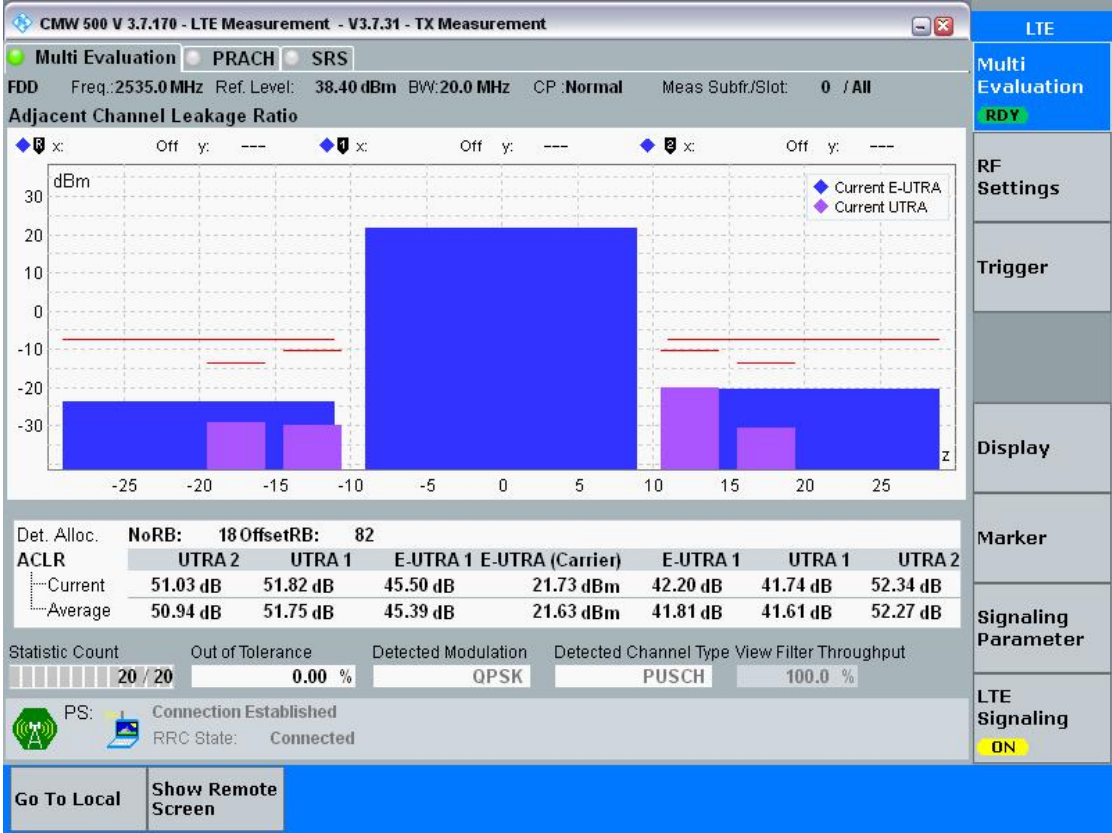 CMW 500 V 3.7.170 - LTE Measurement - V3.7.31 - TX Measurement
LTE
Multi Evaluation PRACH SRS
FDD Freq.:2535.0 MHz Ref. Level: 38.40 dBm BW:20.0 MHz CP :Normal Meas Subfr./Slot: 0 / All
Adjacent Channel Leakage Ratio
R x: Off y: --- 1 x: Off y: --- 2 x: Off y: ---
dBm
Current E-UTRA
Current UTRA
30
20
10
0
-10
-20
-30
z
-25 -20 -15 -10 -5 0 5 10 15 20 25
Det. Alloc. NoRB: 18 OffsetRB: 82
ACLR UTRA 2 UTRA 1 E-UTRA 1 E-UTRA (Carrier) E-UTRA 1 UTRA 1 UTRA 2
Current 51.03 dB 51.82 dB 45.50 dB 21.73 dBm 42.20 dB 41.74 dB 52.34 dB
Average 50.94 dB 51.75 dB 45.39 dB 21.63 dBm 41.81 dB 41.61 dB 52.27 dB
Statistic Count Out of Tolerance Detected Modulation Detected Channel Type View Filter Throughput
20 / 20 0.00 % QPSK PUSCH 100.0 %
PS: Connection Established
RRC State: Connected
Multi
Evaluation
RDY
RF
Settings
Trigger
Display
Marker
Signaling
Parameter
LTE
Signaling
ON
Go To Local
Show Remote
Screen